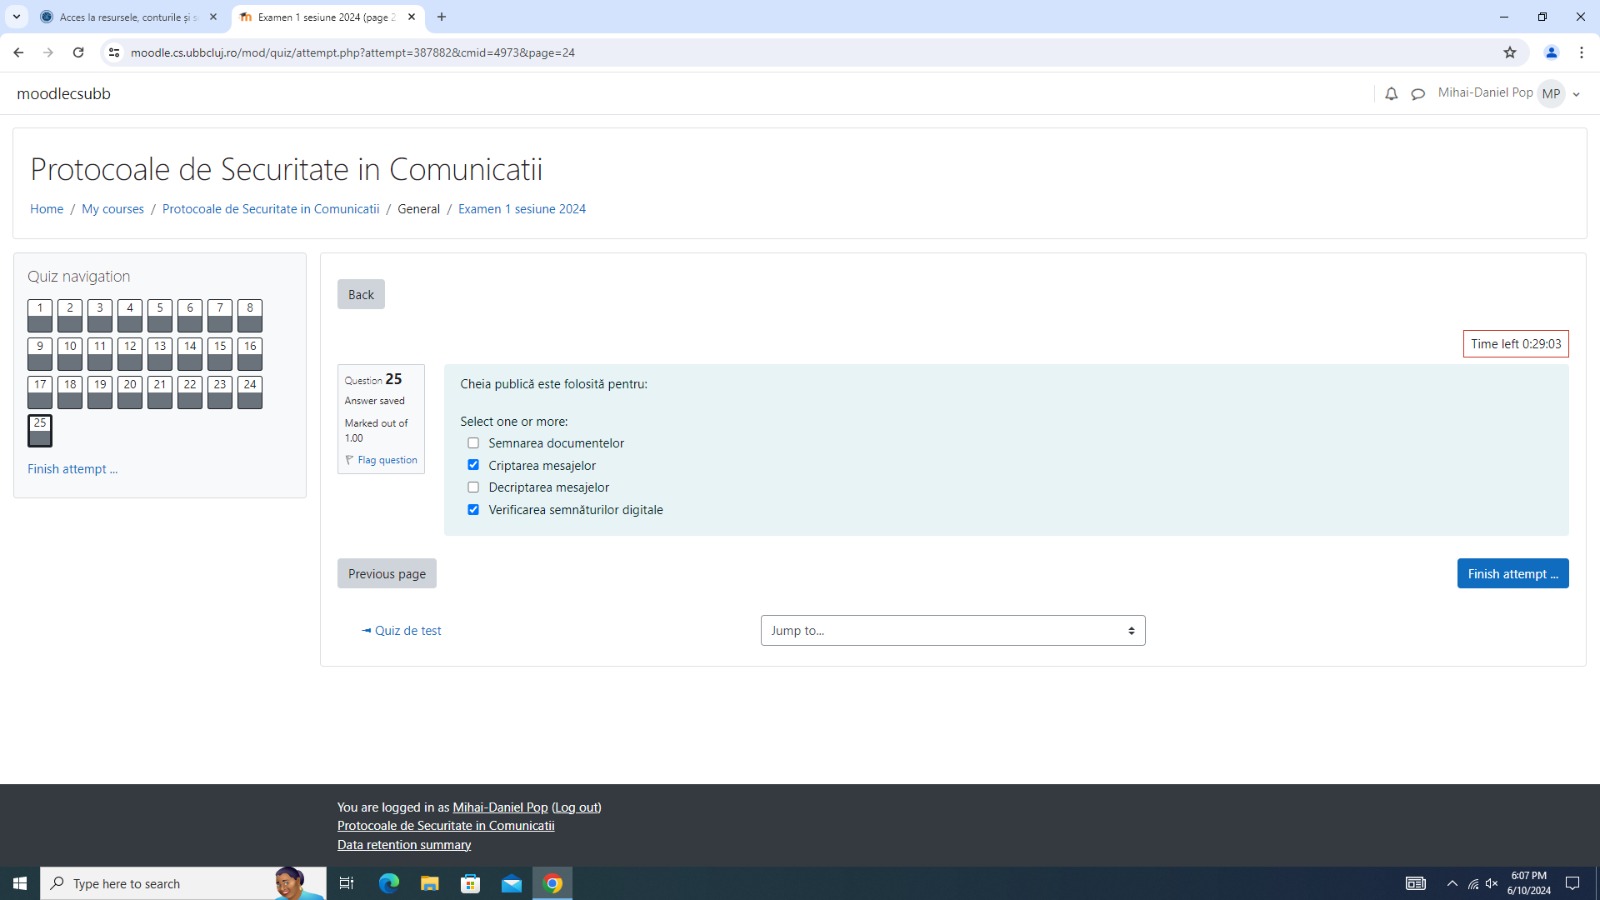 Acces la resursele, conturile și s
Examen 1 sesiune 2024 (page 2
moodle.cs.ubbcluj.ro/mod/quiz/attempt.php?attempt=387882&cmid=4973&page=24
moodlecsubb
Mihai-Daniel Pop MP
Protocoale de Securitate in Comunicatii
Home / My courses / Protocoale de Securitate in Comunicatii / General / Examen 1 sesiune 2024
Quiz navigation
1 2 3 4 5 6 7 8
9 10 11 12 13 14 15 16
17 18 19 20 21 22 23 24
25
Finish attempt ...
Back
Time left 0:29:03
Question 25
Answer saved
Marked out of
1.00
Flag question
Cheia publică este folosită pentru:
Select one or more:
Semnarea documentelor
Criptarea mesajelor
Decriptarea mesajelor
Verificarea semnăturilor digitale
Previous page
Finish attempt ...
◄ Quiz de test
Jump to...
You are logged in as Mihai-Daniel Pop (Log out)
Protocoale de Securitate in Comunicatii
Data retention summary
Type here to search
6:07 PM
6/10/2024